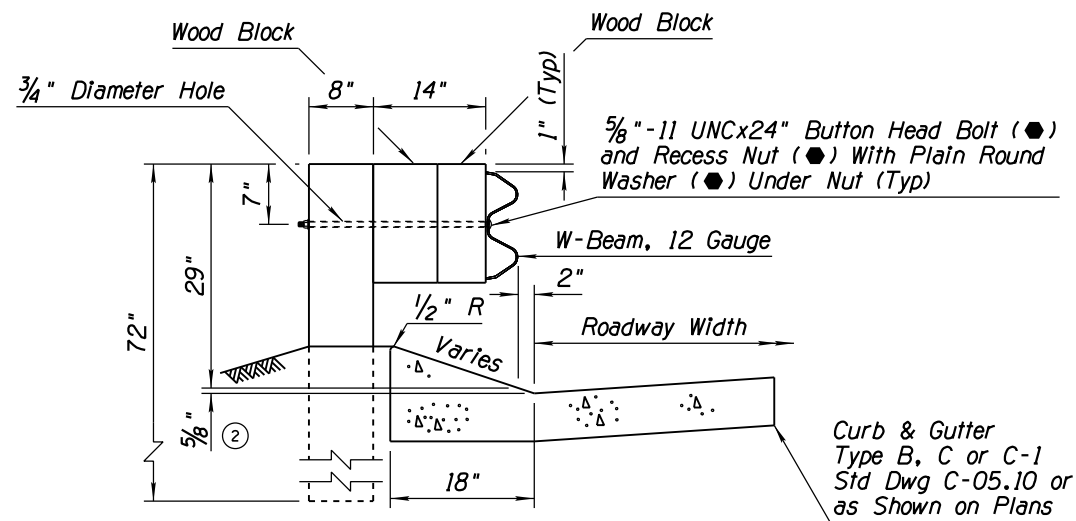 Wood Block
Wood Block
3/4" Diameter Hole
8"
14"
1" (Typ)
5/8"-11 UNCx24" Button Head Bolt (⬣)
and Recess Nut (⬣) With Plain Round
Washer (⬣) Under Nut (Typ)
7"
W-Beam, 12 Gauge
29"
2"
1/2" R
72"
Roadway Width
Varies
5/8"
2
18"
Curb & Gutter
Type B, C or C-1
Std Dwg C-05.10 or
as Shown on Plans